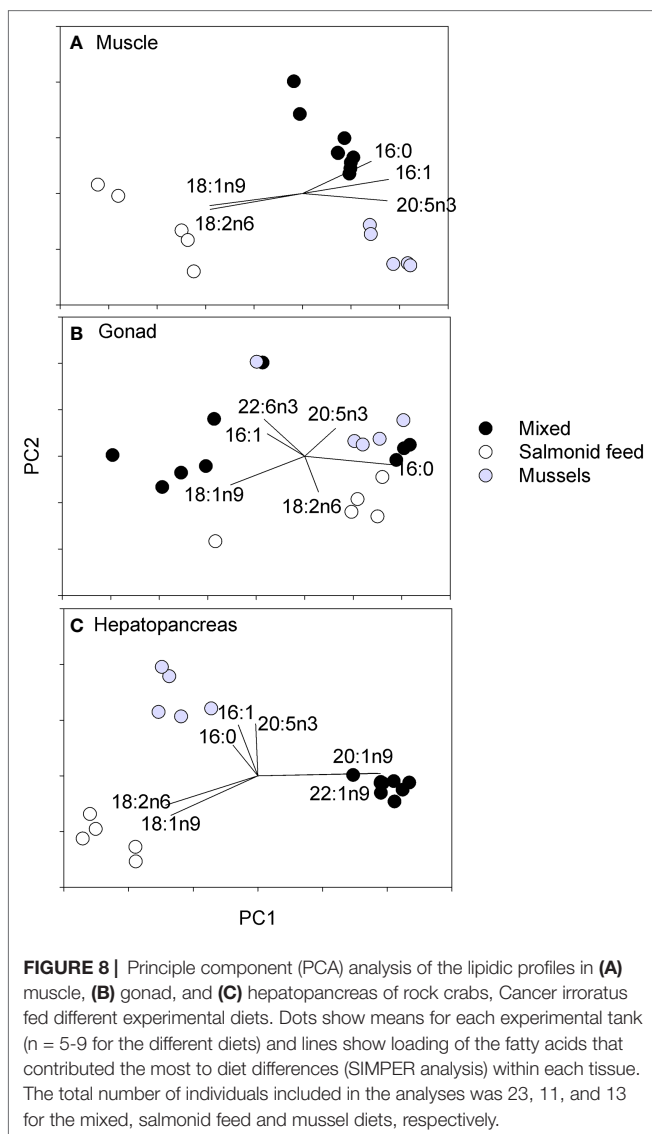 A Muscle
16:0
16:1
18:1n9
20:5n3
18:2n6
B Gonad
22:6n3
20:5n3
16:1
16:0
18:1n9
18:2n6
PC2
Mixed
Salmonid feed
Mussels
C Hepatopancreas
16:1
20:5n3
16:0
20:1n9
22:1n9
18:2n6
18:1n9
PC1
FIGURE 8 | Principle component (PCA) analysis of the lipidic profiles in (A)
muscle, (B) gonad, and (C) hepatopancreas of rock crabs, Cancer irroratus
fed different experimental diets. Dots show means for each experimental tank
(n = 5-9 for the different diets) and lines show loading of the fatty acids that
contributed the most to diet differences (SIMPER analysis) within each tissue.
The total number of individuals included in the analyses was 23, 11, and 13
for the mixed, salmonid feed and mussel diets, respectively.